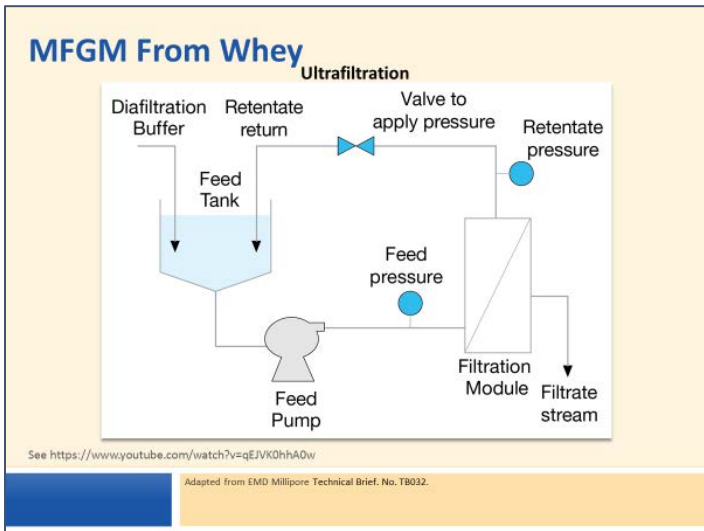 MFGM From Whey
Ultrafiltration
Diafiltration
Buffer
Retentate
return
Valve to
apply pressure
Retentate
pressure
Feed
Tank
Feed
pressure
Feed
Pump
Filtration
Module
Filtrate
stream
See https://www.youtube.com/watch?v=qEJVK0hhA0w
Adapted from EMD Millipore Technical Brief. No. TB032.